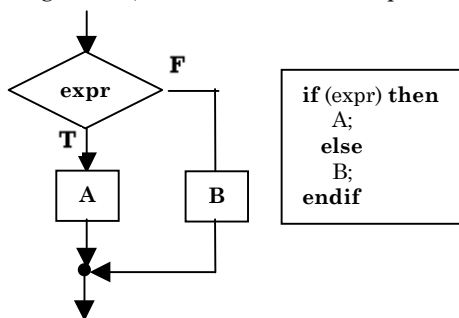 F
expr
T
A
B
if (expr) then
A;
else
B;
endif